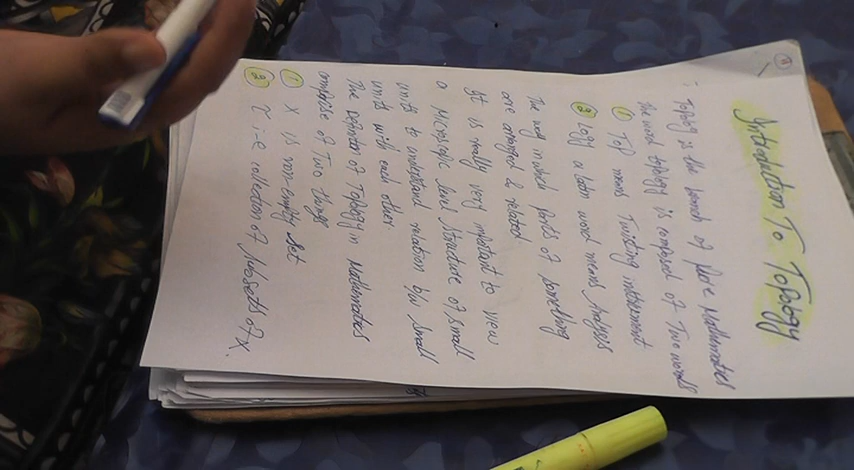 Introduction To Topology
: Topology is the branch of Pure Mathematics
The word topology is composed of Two words
① Top means Twisting instrument
② Logy a latin word means Analysis
The way in which Parts of Something
are arranged & related
It is really very important to view
a Microscopic level structure of small
units to understand relation b/w small
units with each other
The definition of Topology in Mathematics
compose of Two things
① X is non-empty set
② τ i.e collection of subsets of X.